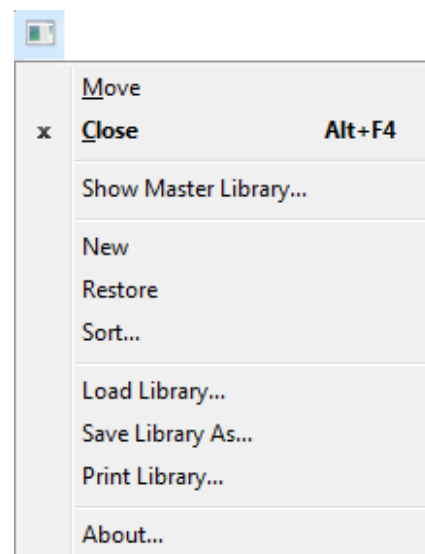 Move
x Close Alt+F4
Show Master Library...
New
Restore
Sort...
Load Library...
Save Library As...
Print Library...
About...